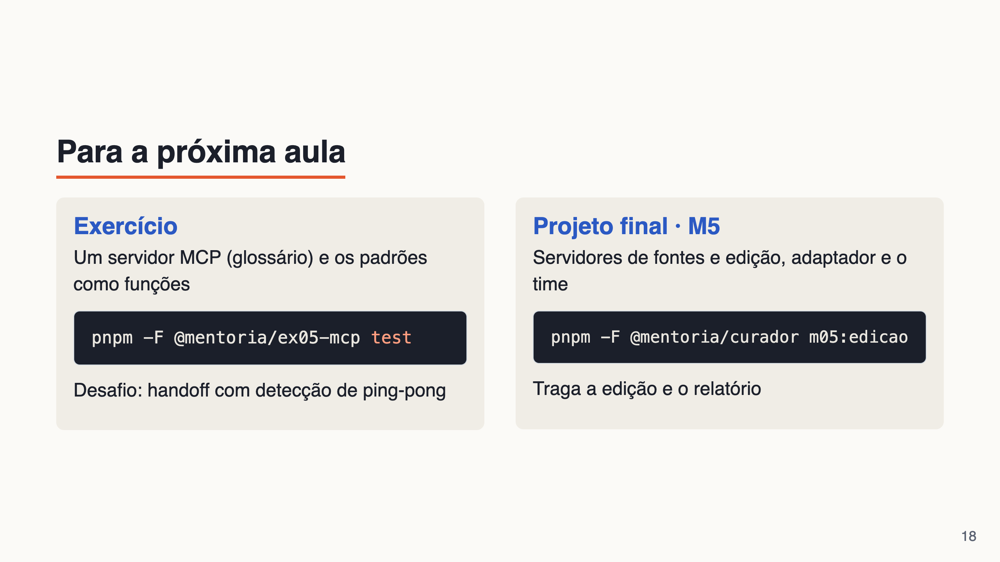 Para a próxima aula
Exercício
Um servidor MCP (glossário) e os padrões
como funções
pnpm -F @mentoria/ex05-mcp test
Desafio: handoff com detecção de ping-pong
Projeto final · M5
Servidores de fontes e edição, adaptador e o
time
pnpm -F @mentoria/curador m05:edicao
Traga a edição e o relatório
18